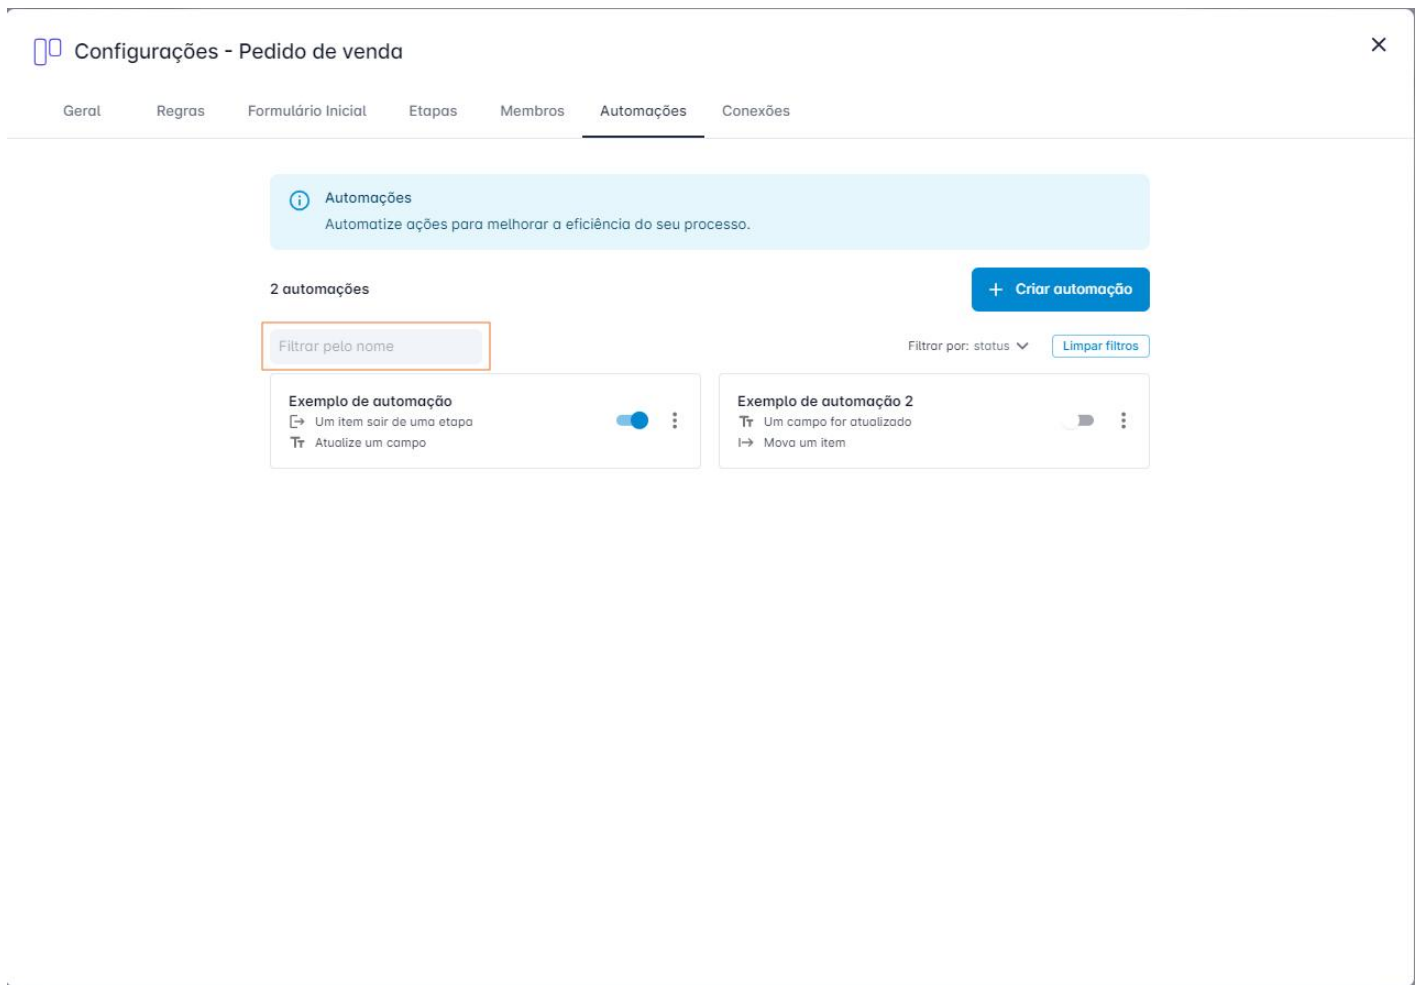 Configurações - Pedido de venda
Geral Regras Formulário Inicial Etapas Membros Automações Conexões
Automações
Automatize ações para melhorar a eficiência do seu processo.
2 automações
+ Criar automação
Filtrar pelo nome
Filtrar por: status
Limpar filtros
Exemplo de automação
Um item sair de uma etapa
Atualize um campo
Exemplo de automação 2
Um campo for atualizado
Mova um item